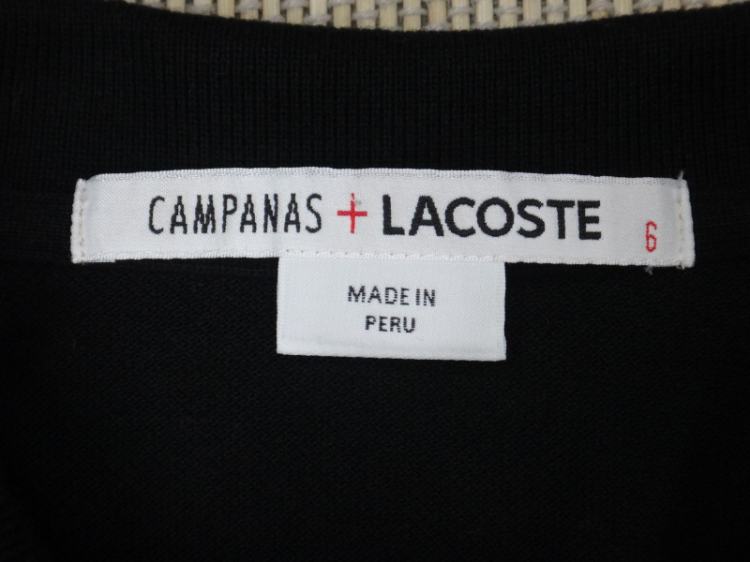 CAMPANAS + LACOSTE 6
MADE IN
PERU